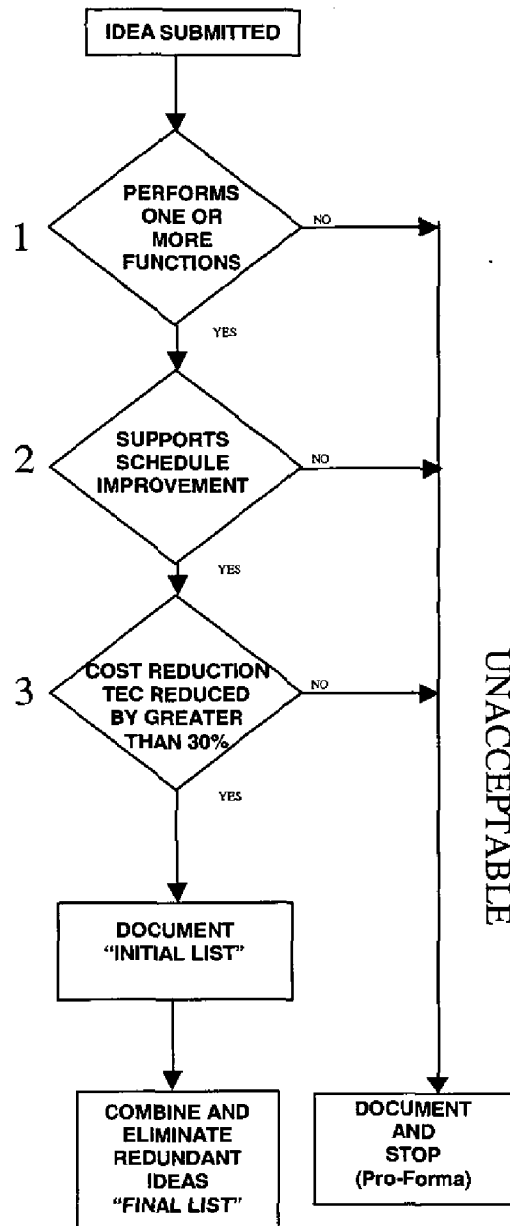 IDEA SUBMITTED
1
PERFORMS
ONE OR
MORE
FUNCTIONS
NO
YES
2
SUPPORTS
SCHEDULE
IMPROVEMENT
NO
YES
3
COST REDUCTION
TEC REDUCED
BY GREATER
THAN 30%
NO
YES
UNACCEPTABLE
DOCUMENT
“INITIAL LIST”
COMBINE AND
ELIMINATE
REDUNDANT
IDEAS
“FINAL LIST”
DOCUMENT
AND
STOP
(Pro-Forma)